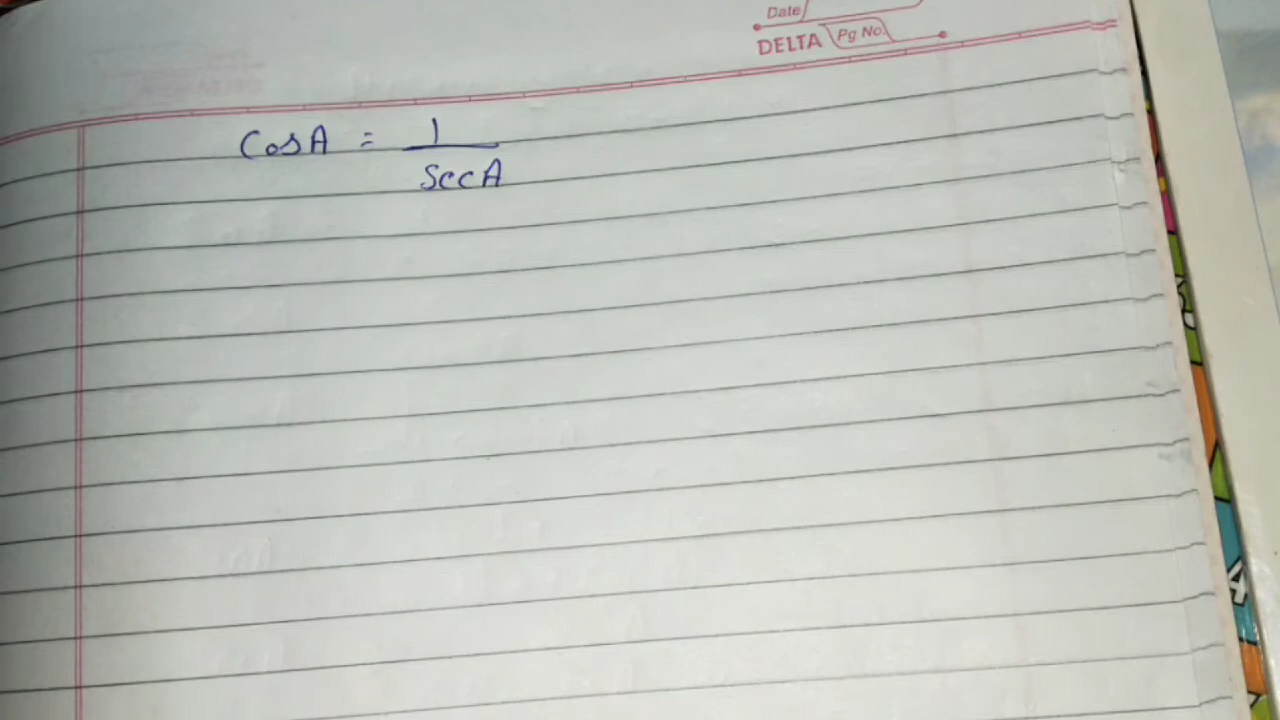 Date
DELTA Pg No.
CosA = 1/SecA